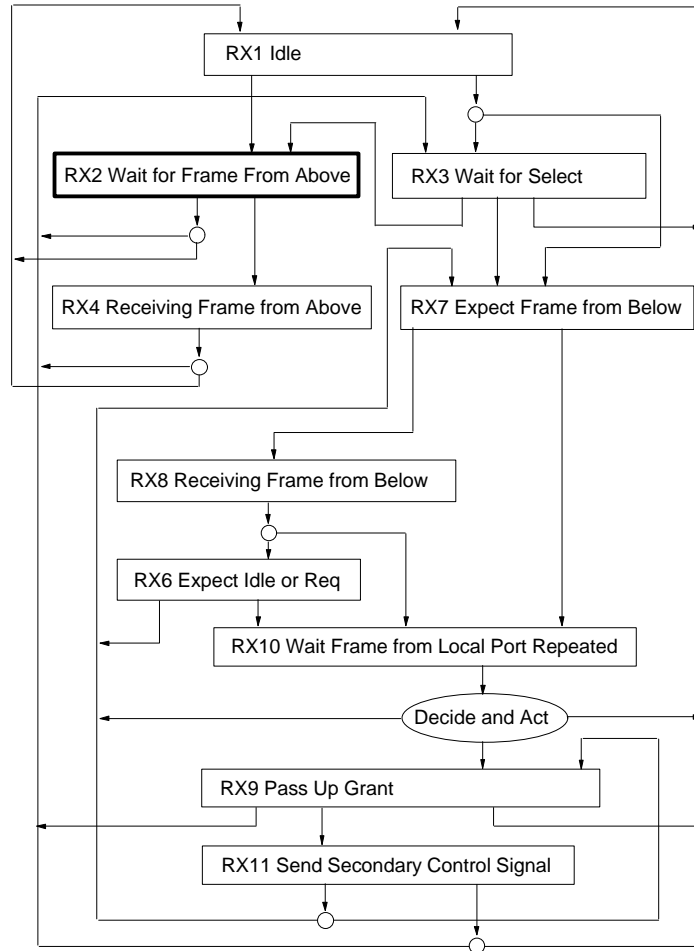 RX1 Idle
RX2 Wait for Frame From Above
RX3 Wait for Select
RX4 Receiving Frame from Above
RX7 Expect Frame from Below
RX8 Receiving Frame from Below
RX6 Expect Idle or Req
RX10 Wait Frame from Local Port Repeated
Decide and Act
RX9 Pass Up Grant
RX11 Send Secondary Control Signal